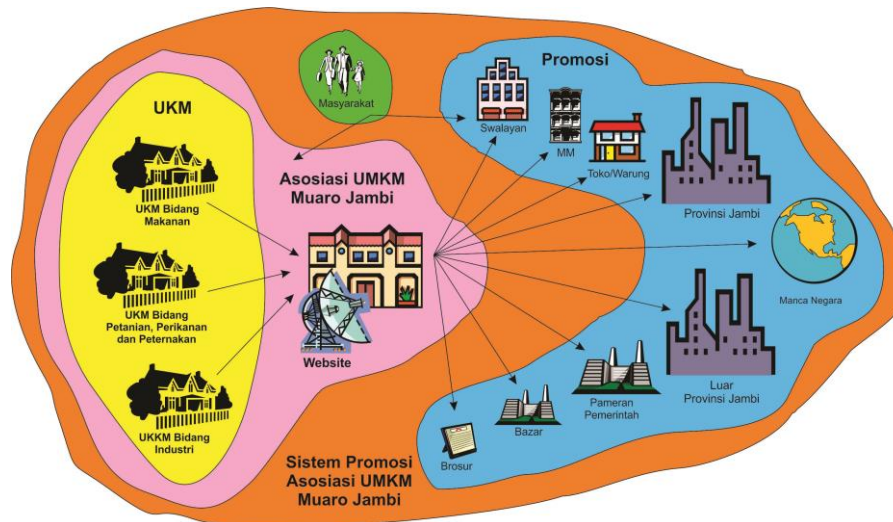 Promosi
UKM
Masyarakat
Swalayan
MM
Toko/Warung
Asosiasi UMKM
Muaro Jambi
UKM Bidang
Makanan
Provinsi Jambi
UKM Bidang
Petanian, Perikanan
dan Peternakan
Manca Negara
Website
UKKM Bidang
Industri
Luar
Provinsi Jambi
Pameran
Pemerintah
Bazar
Brosur
Sistem Promosi
Asosiasi UMKM
Muaro Jambi